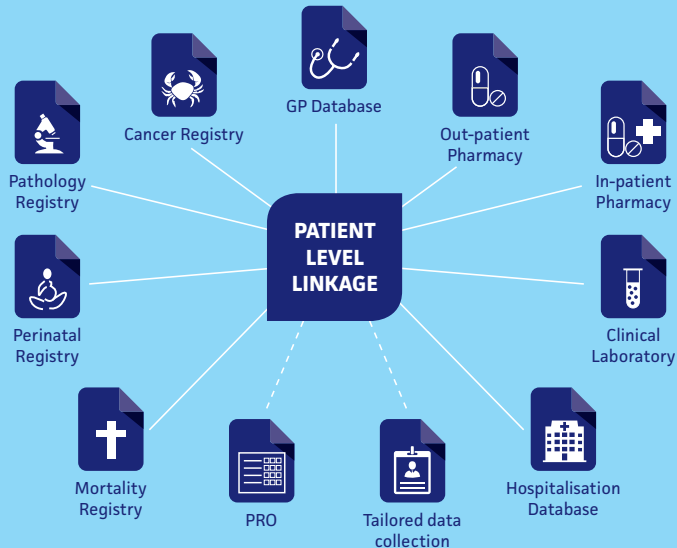 GP Database
Cancer Registry
Out-patient
Pharmacy
Pathology
Registry
In-patient
Pharmacy
PATIENT
LEVEL
LINKAGE
Perinatal
Registry
Clinical
Laboratory
Mortality
Registry
PRO
Tailored data
collection
Hospitalisation
Database